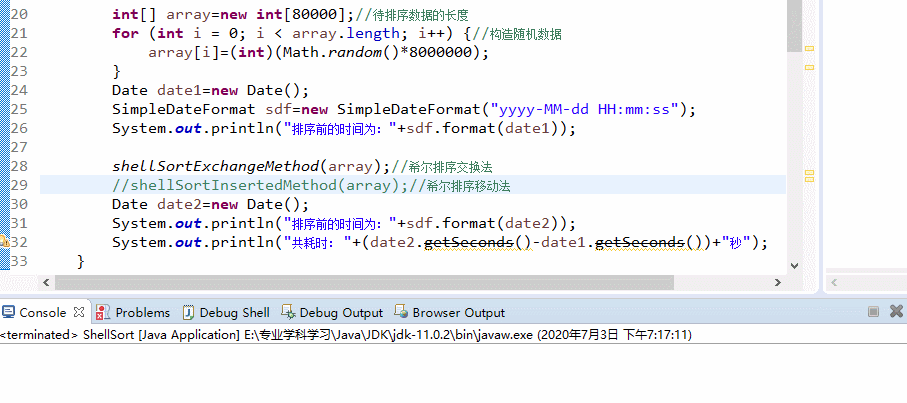 20 int[] array=new int[80000];//待排序数据的长度
21 for (int i = 0; i < array.length; i++) {//构造随机数据
22 array[i]=(int)(Math.random()*8000000);
23 }
24 Date date1=new Date();
25 SimpleDateFormat sdf=new SimpleDateFormat("yyyy-MM-dd HH:mm:ss");
26 System.out.println("排序前的时间为："+sdf.format(date1));
27
28 shellSortExchangeMethod(array);//希尔排序交换法
29 //shellSortInsertedMethod(array);//希尔排序移动法
30 Date date2=new Date();
31 System.out.println("排序前的时间为："+sdf.format(date2));
32 System.out.println("共耗时："+(date2.getSeconds()-date1.getSeconds())+"秒");
33 }
Console Problems Debug Shell Debug Output Browser Output
<terminated> ShellSort [Java Application] E:\专业学科学习\Java\JDK\jdk-11.0.2\bin\javaw.exe (2020年7月3日 下午7:17:11)